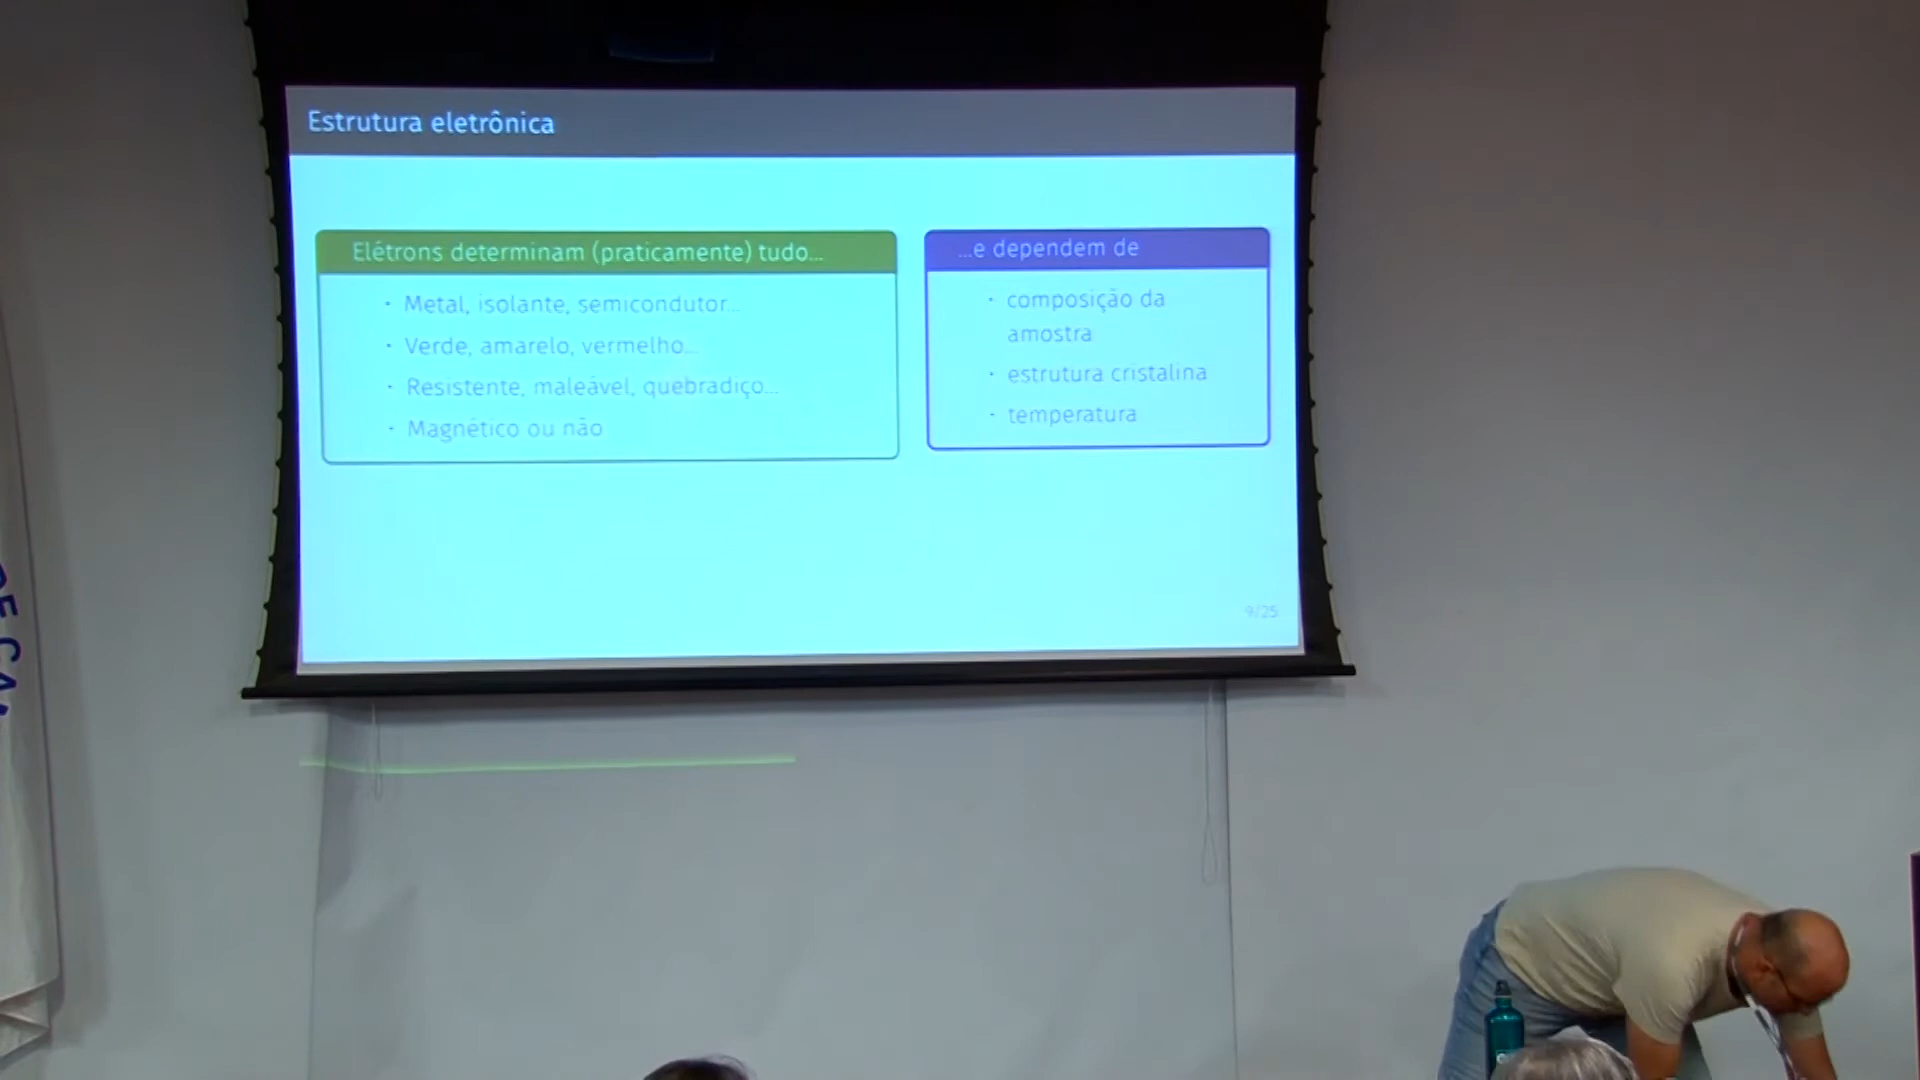 Estrutura eletrônica
Elétrons determinam (praticamente) tudo...
· Metal, isolante, semicondutor...
· Verde, amarelo, vermelho...
· Resistente, maleável, quebradiço...
· Magnético ou não
...e dependem de
· composição da
amostra
· estrutura cristalina
· temperatura
9/25